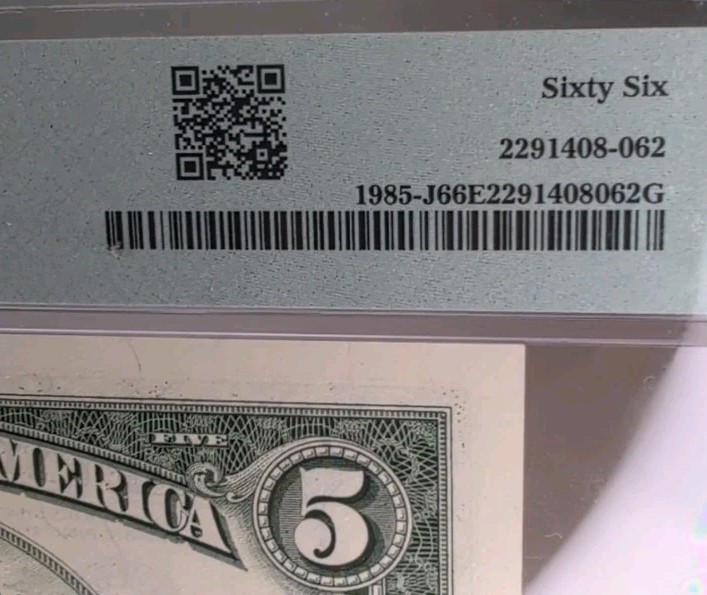 Sixty Six
2291408-062
1985-J66E2291408062G
FIVE
MERICA
5